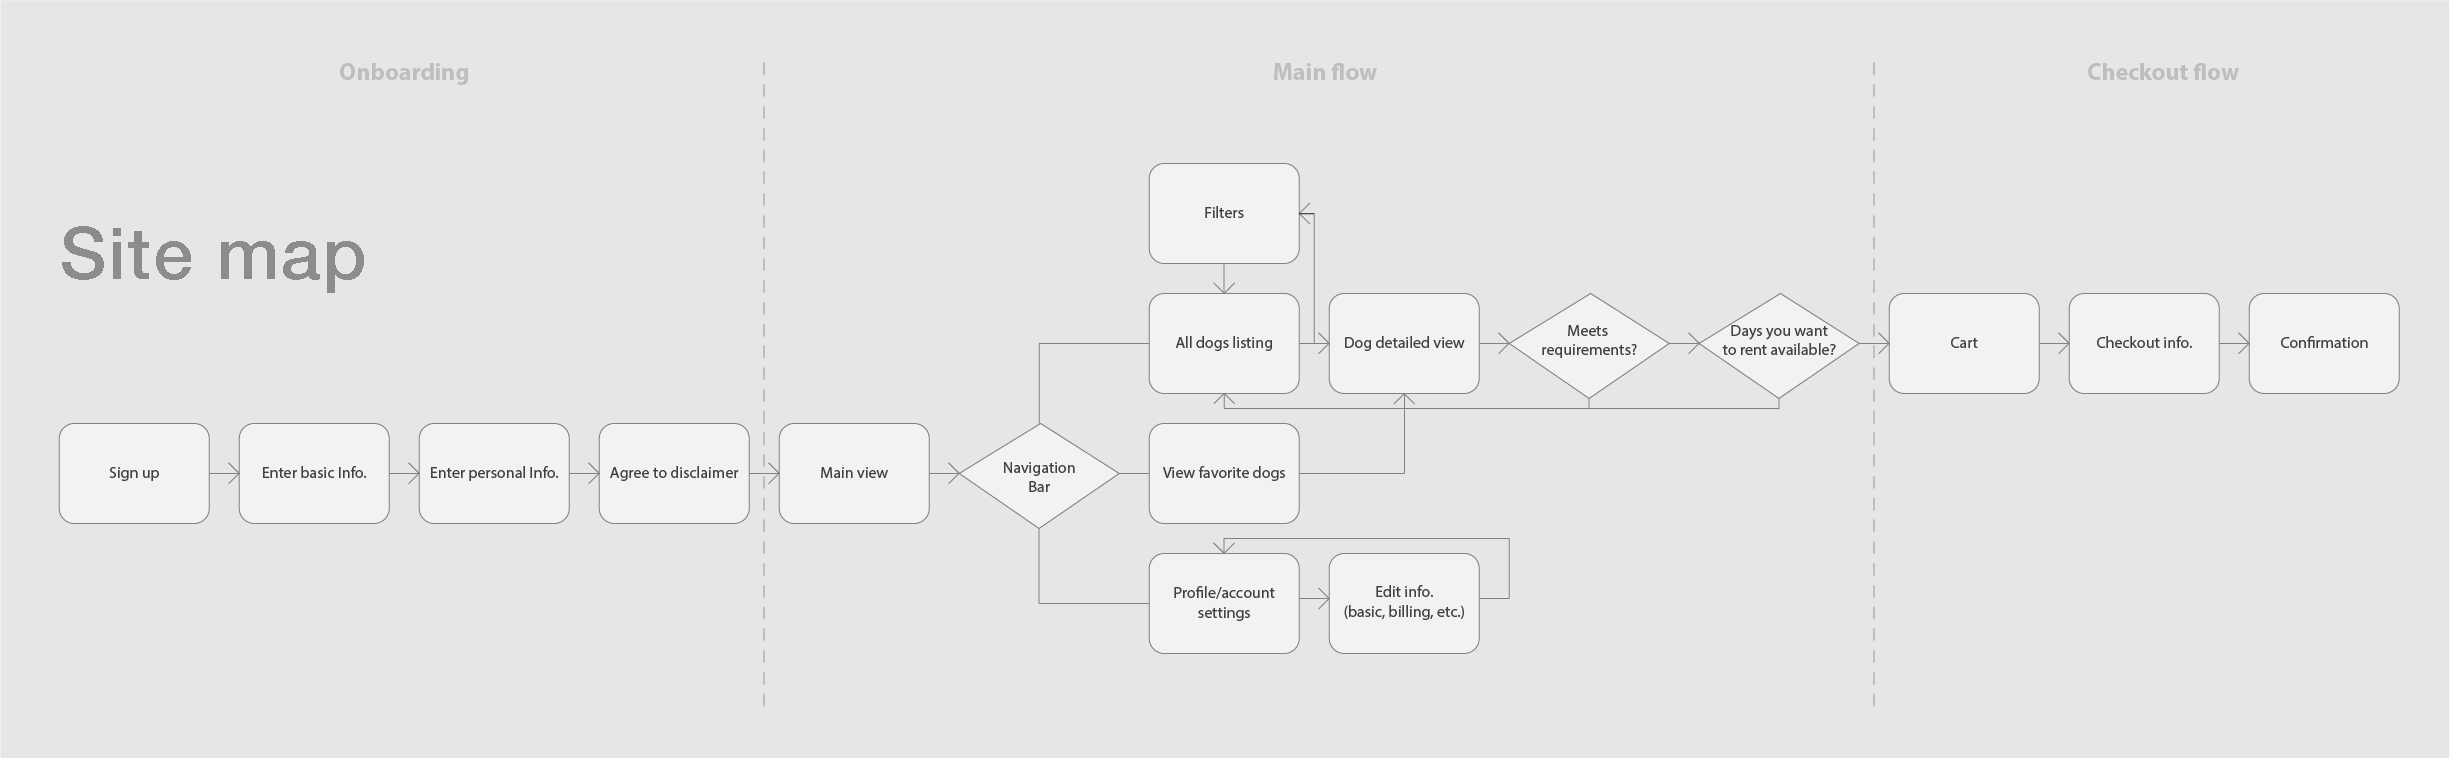 Onboarding
Main flow
Checkout flow
Site map
Filters
All dogs listing
Dog detailed view
Meets
requirements?
Days you want
to rent available?
Cart
Checkout info.
Confirmation
Sign up
Enter basic Info.
Enter personal Info.
Agree to disclaimer
Main view
Navigation
Bar
View favorite dogs
Profile/account
settings
Edit info.
(basic, billing, etc.)